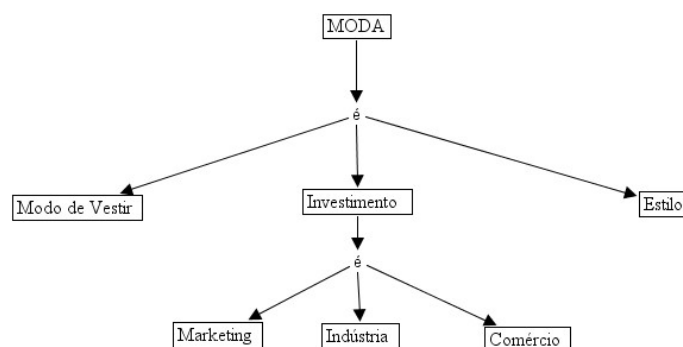 MODA
é
Modo de Vestir
Investimento
Estilo
é
Marketing
Indústria
Comércio